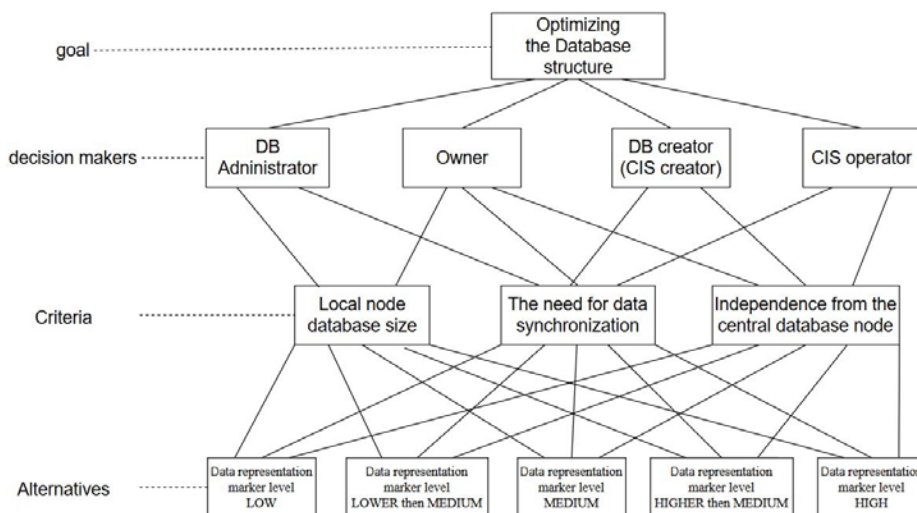 Optimizing
the Database
structure
goal
decision makers
DB
Adninistrator
Owner
DB creator
(CIS creator)
CIS operator
Criteria
Local node
database size
The need for data
synchronization
Independence from the
central database node
Alternatives
Data representation
marker level
LOW
Data representation
marker level
LOWER then MEDIUM
Data representation
marker level
MEDIUM
Data representation
marker level
HIGHER then MEDIUM
Data representation
marker level
HIGH